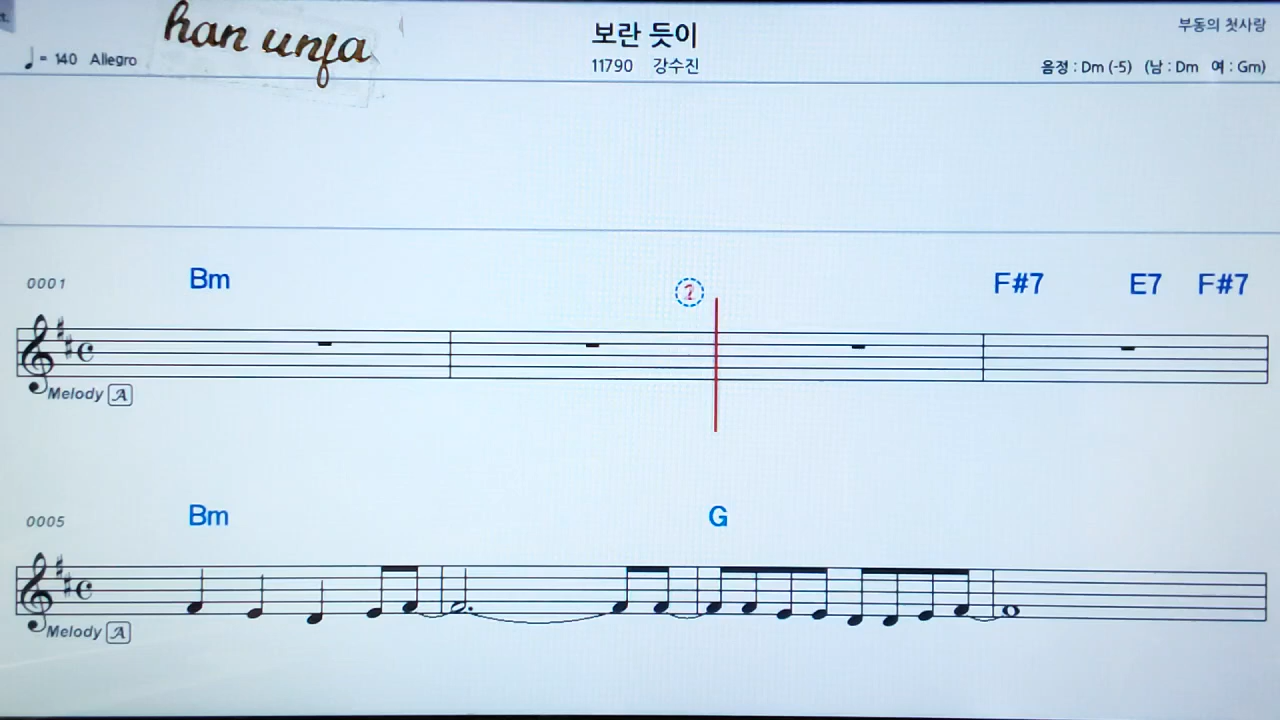 han unja
보란 듯이
부동의 첫사랑
♩ = 140 Allegro
11790 강수진
음정 : Dm (-5) (남 : Dm 여 : Gm)
0001
Bm
2
F#7 E7 F#7
Melody A
0005
Bm
G
Melody A